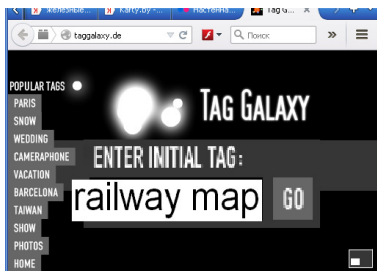 железные...
Karty.by -...
Настенна...
Tag G...
taggalaxy.de
Поиск
POPULAR TAGS
TAG GALAXY
PARIS
SNOW
WEDDING
CAMERAPHONE
VACATION
BARCELONA
TAIWAN
SHOW
PHOTOS
HOME
ENTER INITIAL TAG:
railway map
GO